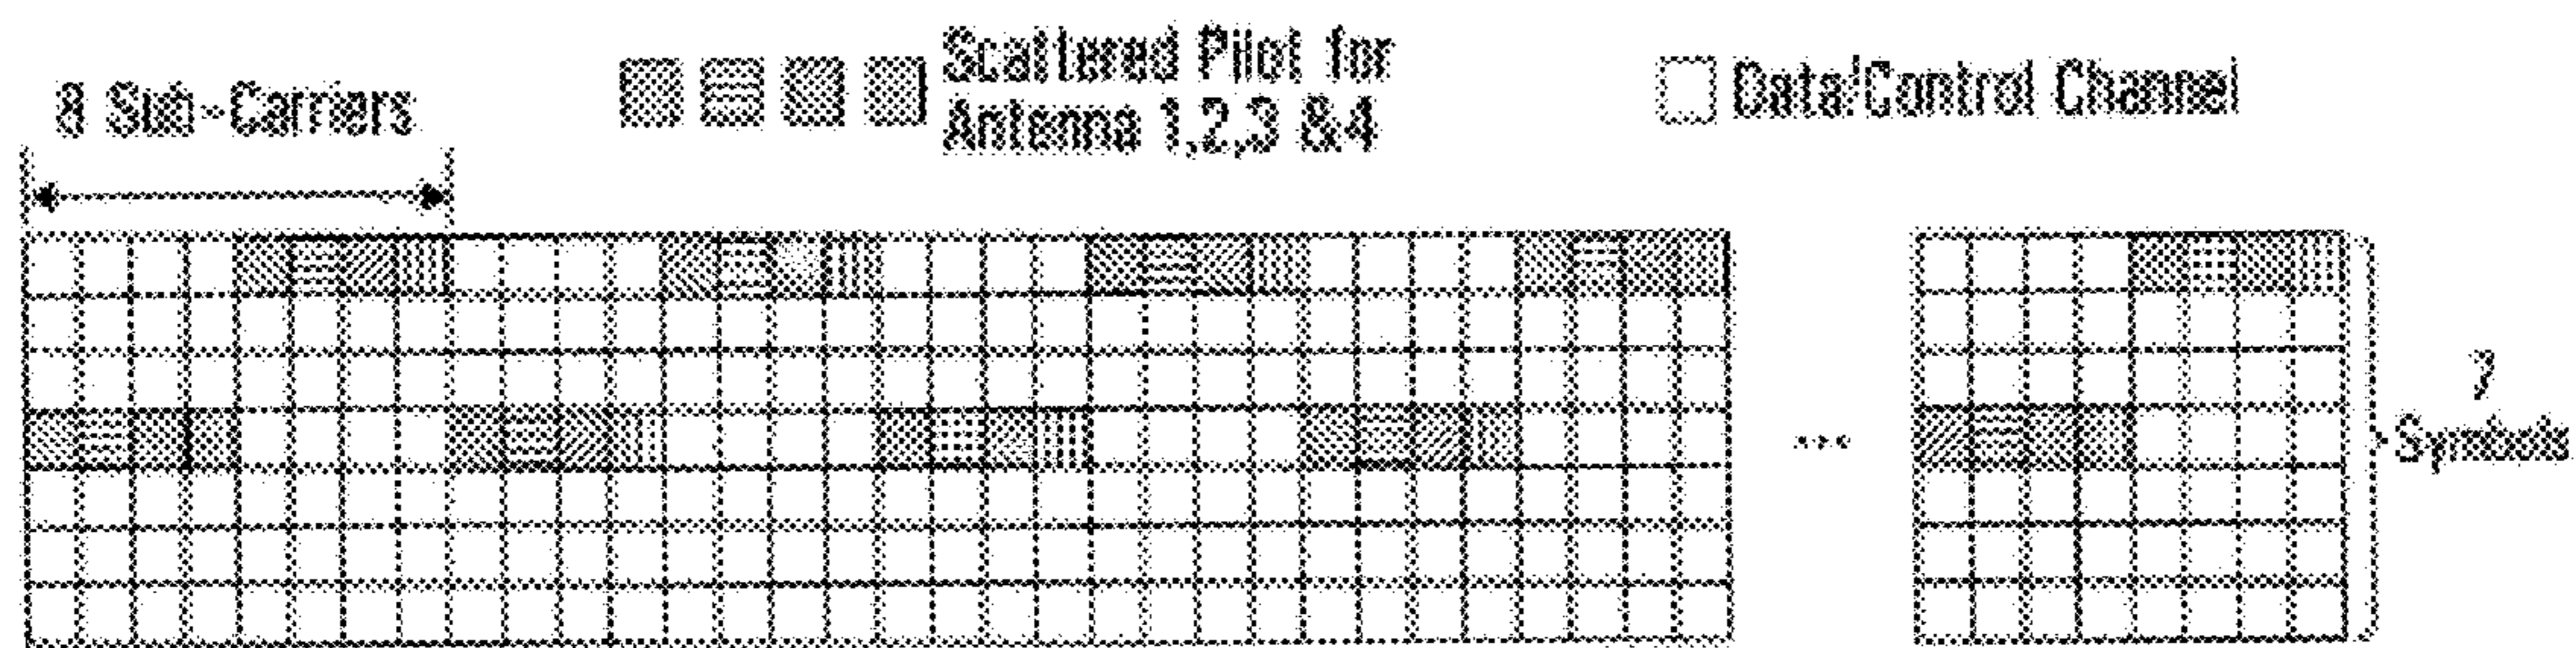 8 Sub-Carriers
Scattered Pilot for
Antenna 1,2,3 &4
Data/Control Channel
...
7
Symbols